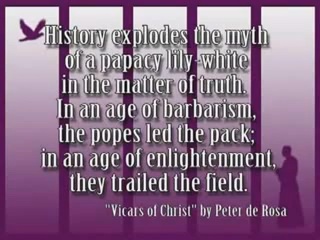 History explodes the myth
of a papacy lily-white
in the matter of truth.
In an age of barbarism,
the popes led the pack;
in an age of enlightenment,
they trailed the field.
"Vicars of Christ" by Peter de Rosa